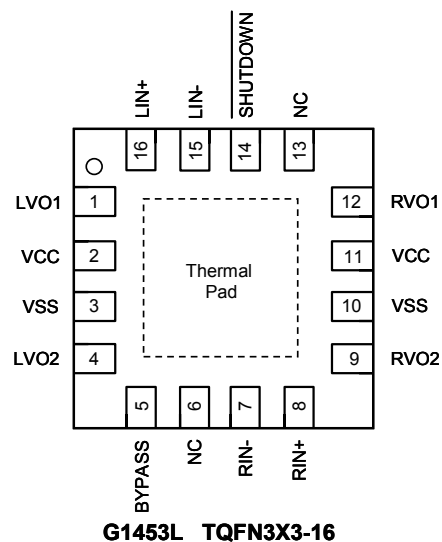 LIN+
LIN-
SHUTDOWN
NC
16
15
14
13
LVO1 1
12 RVO1
VCC 2
11 VCC
Thermal
Pad
VSS 3
10 VSS
LVO2 4
9 RVO2
5
6
7
8
BYPASS
NC
RIN-
RIN+
G1453L TQFN3X3-16